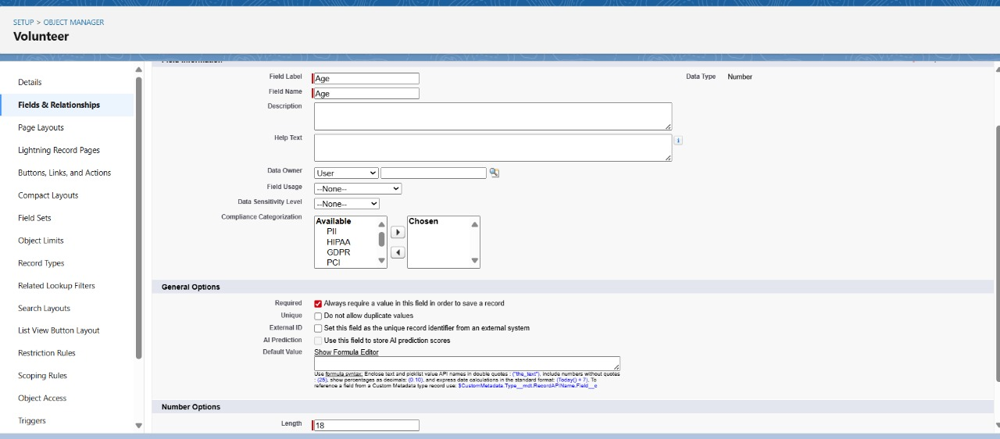 SETUP > OBJECT MANAGER
Volunteer
Details
Fields & Relationships
Page Layouts
Lightning Record Pages
Buttons, Links, and Actions
Compact Layouts
Field Sets
Object Limits
Record Types
Related Lookup Filters
Search Layouts
List View Button Layout
Restriction Rules
Scoping Rules
Object Access
Triggers
Field Label Age
Data Type Number
Field Name Age
Description
Help Text
i
Data Owner User
Field Usage --None--
Data Sensitivity Level --None--
Compliance Categorization
Available Chosen
PII
HIPAA
GDPR
PCI
General Options
Required Always require a value in this field in order to save a record
Unique Do not allow duplicate values
External ID Set this field as the unique record identifier from an external system
AI Prediction Use this field to store AI prediction scores
Default Value Show Formula Editor
Use formula syntax: Enclose text and picklist value API names in double quotes : ("the_text"), include numbers without quotes
: (25), show percentages as decimals: (0.10), and express date calculations in the standard format: (Today() + 7). To
reference a field from a Custom Metadata type record use: $CustomMetadata.Type__mdt.RecordAPIName.Field__c
Number Options
Length 18